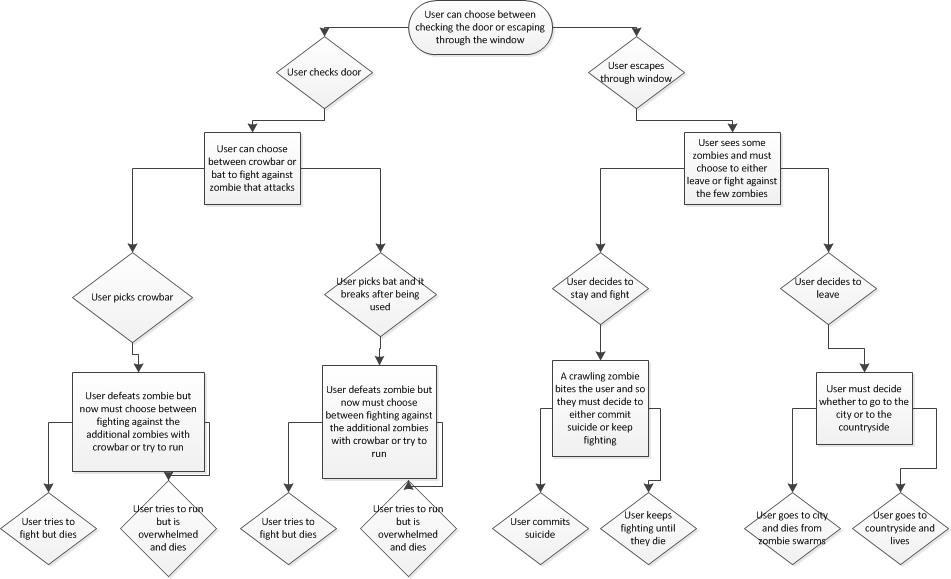 User can choose between
checking the door or escaping
through the window
User checks door
User escapes
through window
User can choose
between crowbar or
bat to fight against
zombie that attacks
User sees some
zombies and must
choose to either
leave or fight against
the few zombies
User picks crowbar
User picks bat and it
breaks after being
used
User decides to
stay and fight
User decides to
leave
User defeats zombie but
now must choose between
fighting against the
additional zombies with
crowbar or try to run
User defeats zombie but
now must choose
between fighting against
the additional zombies
with crowbar or try to
run
A crawling zombie
bites the user and so
they must decide to
either commit
suicide or keep
fighting
User must decide
whether to go to the
city or to the
countryside
User tries to
fight but dies
User tries to run
but is
overwhelmed
and dies
User tries to
fight but dies
User tries to run
but is
overwhelmed
and dies
User commits
suicide
User keeps
fighting until
they die
User goes to city
and dies from
zombie swarms
User goes to
countryside and
lives